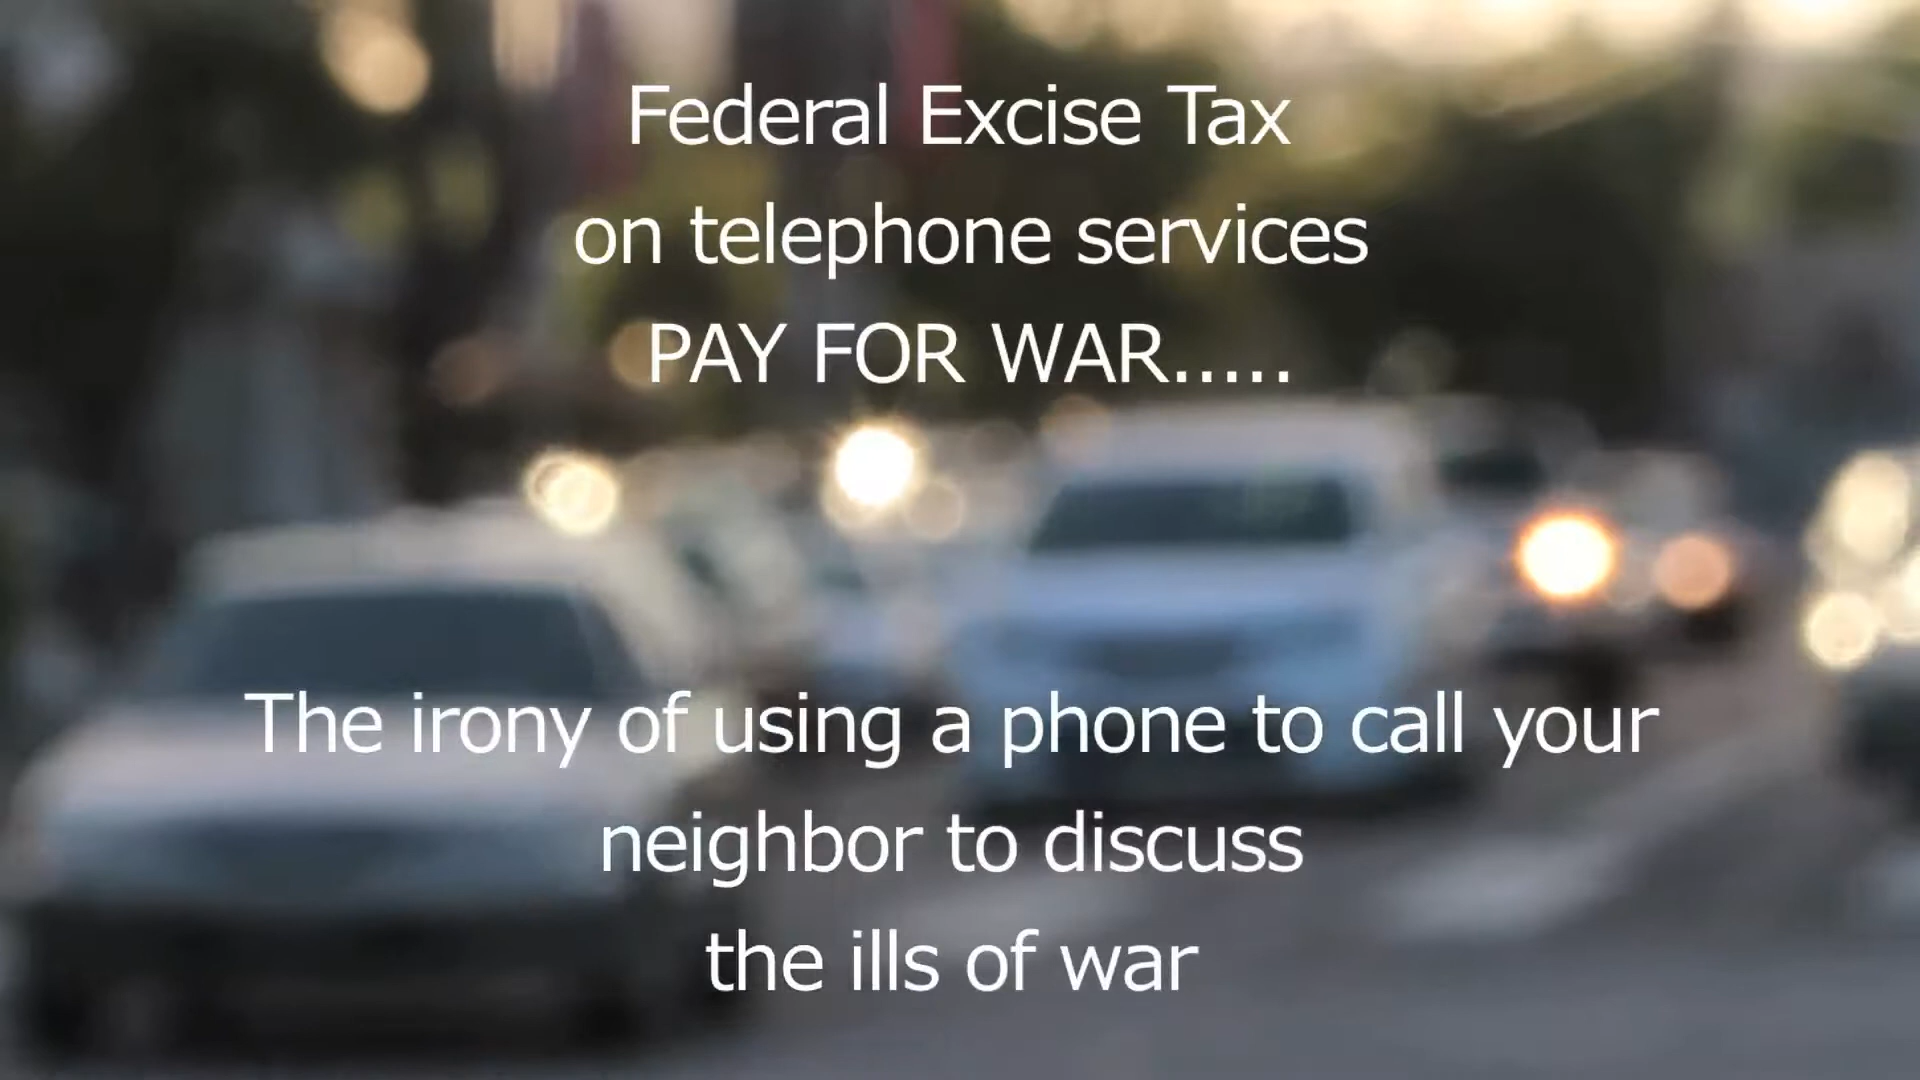 Federal Excise Tax
on telephone services
PAY FOR WAR.....
The irony of using a phone to call your
neighbor to discuss
the ills of war